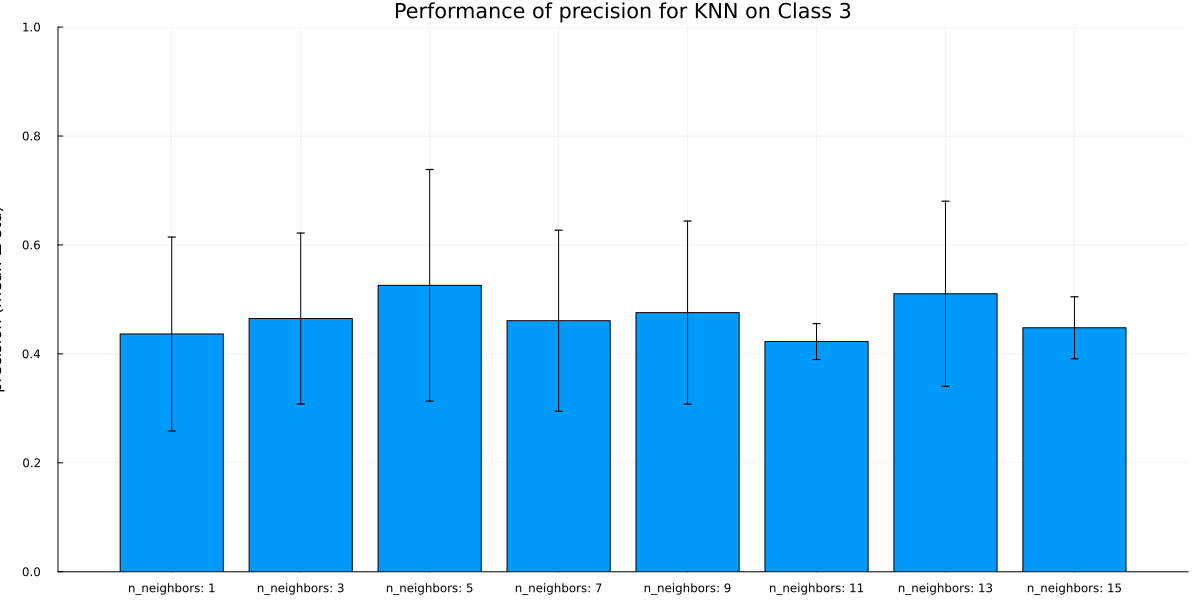 Performance of precision for KNN on Class 3
1.0
0.8
0.6
0.4
0.2
0.0
n_neighbors: 1
n_neighbors: 3
n_neighbors: 5
n_neighbors: 7
n_neighbors: 9
n_neighbors: 11
n_neighbors: 13
n_neighbors: 15